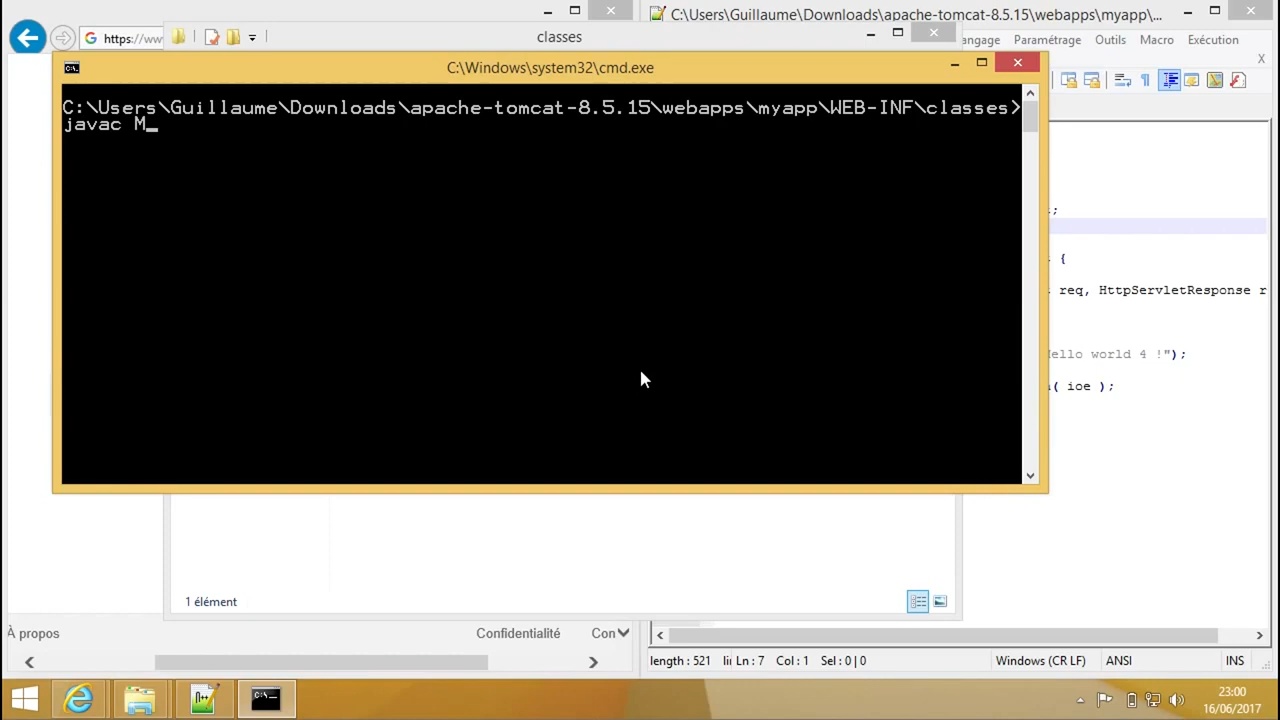 https://www
classes
C:\Users\Guillaume\Downloads\apache-tomcat-8.5.15\webapps\myapp\...
Paramétrage Outils Macro Exécution
C:\Windows\system32\cmd.exe
C:\Users\Guillaume\Downloads\apache-tomcat-8.5.15\webapps\myapp\WEB-INF\classes>
javac M_
;
{
req, HttpServletResponse r
ello world 4 !");
( ioe );
1 élément
À propos
Confidentialité
Con
length : 521
Ln : 7 Col : 1 Sel : 0 | 0
Windows (CR LF)
ANSI
INS
23:00
16/06/2017